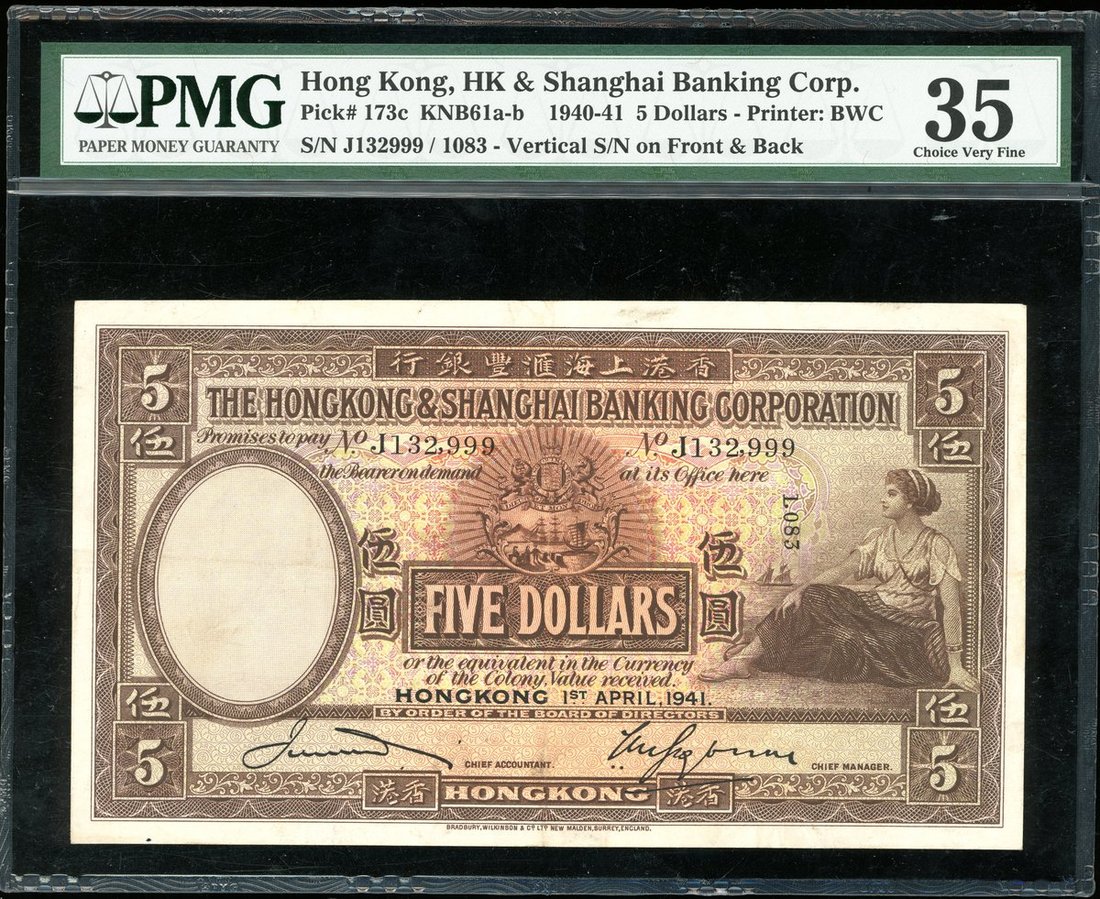 PMG
PAPER MONEY GUARANTY
Hong Kong, HK & Shanghai Banking Corp.
Pick# 173c KNB61a-b 1940-41 5 Dollars - Printer: BWC
S/N J132999 / 1083 - Vertical S/N on Front & Back
35
Choice Very Fine
行銀豐滙海上港香
5
5
THE HONGKONG & SHANGHAI BANKING CORPORATION
伍
伍
Promises to pay
No J132,999
No J132,999
the Bearer on demand
at its Office here
1.083
伍圓
伍圓
FIVE DOLLARS
or the equivalent in the Currency
of the Colony, Value received.
HONGKONG 1ST APRIL, 1941.
BY ORDER OF THE BOARD OF DIRECTORS
伍
伍
5
5
CHIEF ACCOUNTANT.
CHIEF MANAGER.
港香
HONGKONG
港香
BRADBURY, WILKINSON & Co LTD NEW MALDEN, SURREY, ENGLAND.